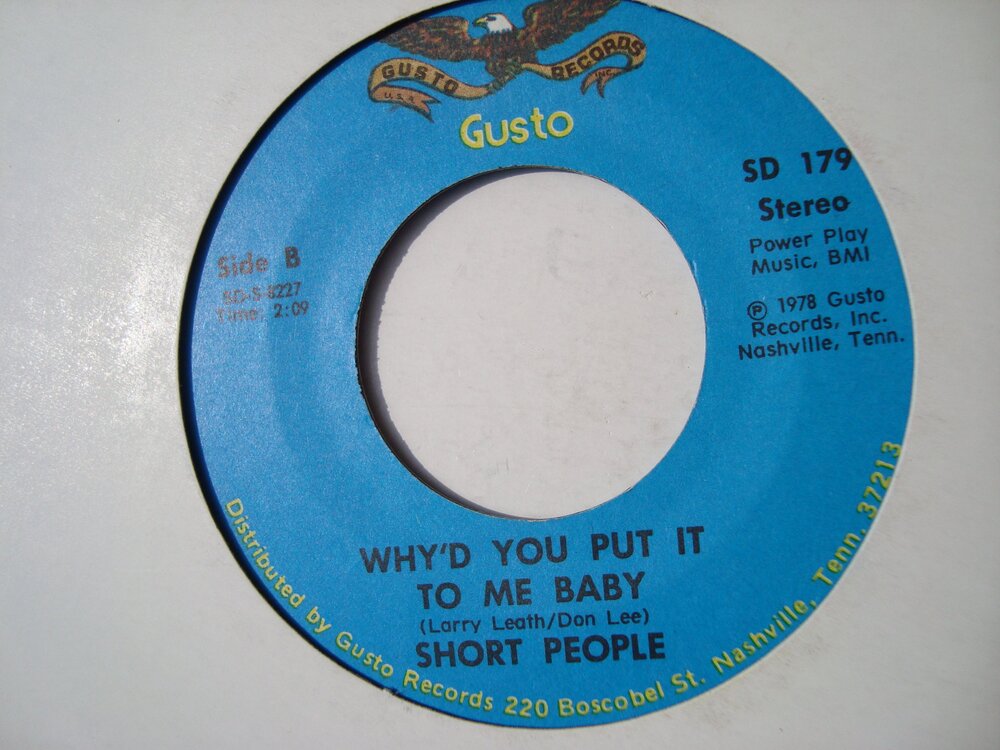 GUSTO RECORDS
U.S.A. INC.
Gusto
SD 179
Stereo
Power Play
Music, BMI
Ⓟ 1978 Gusto
Records, Inc.
Nashville, Tenn.
Side B
SD-S-8227
Time: 2:09
WHY'D YOU PUT IT
TO ME BABY
(Larry Leath/Don Lee)
SHORT PEOPLE
Distributed by Gusto Records 220 Boscobel St. Nashville, Tenn. 37213